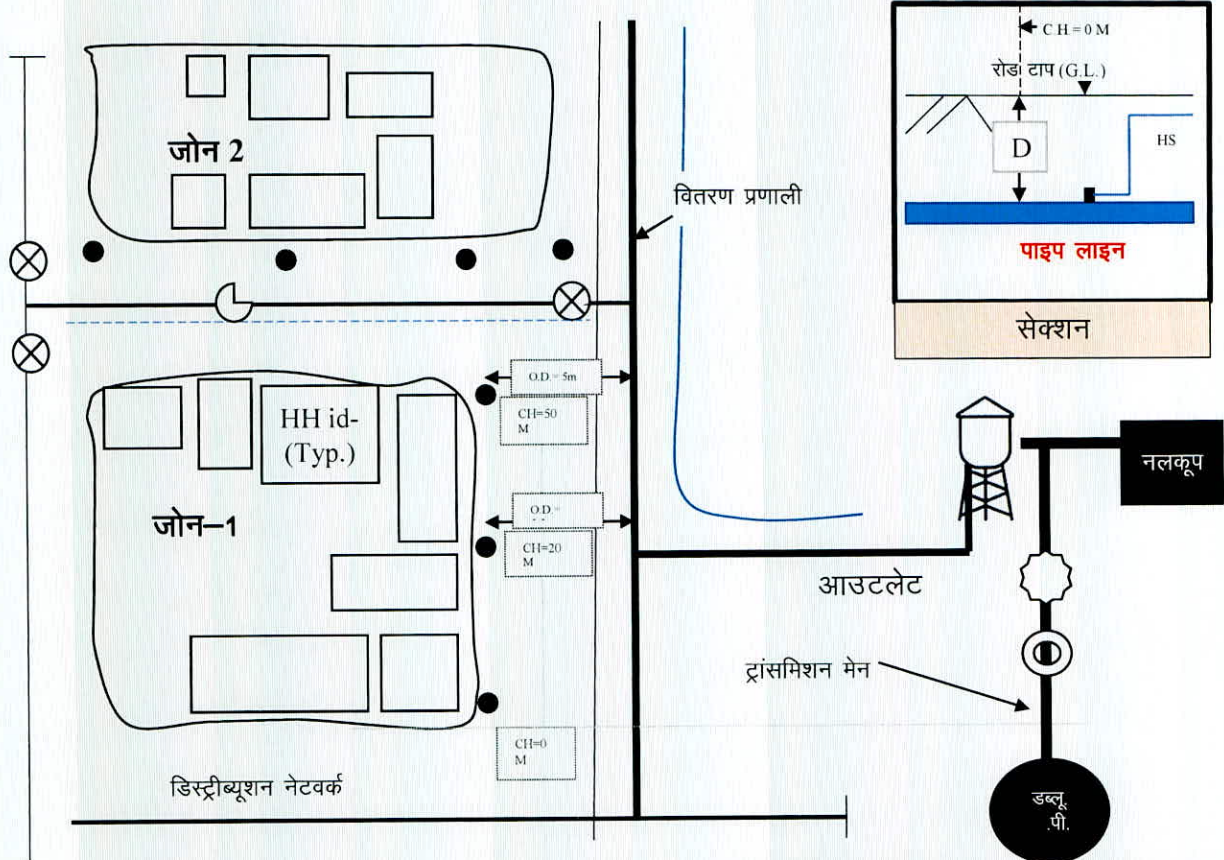 C.H = 0 M
रोड टाप (G.L.)
D
HS
पाइप लाइन
सेक्शन
जोन 2
वितरण प्रणाली
O.D.= 5m
CH=50
M
HH id-
(Typ.)
नलकूप
जोन–1
O.D.=
CH=20
M
आउटलेट
ट्रांसमिशन मेन
CH=0
M
डिस्ट्रीब्यूशन नेटवर्क
डब्लू.
.पी.